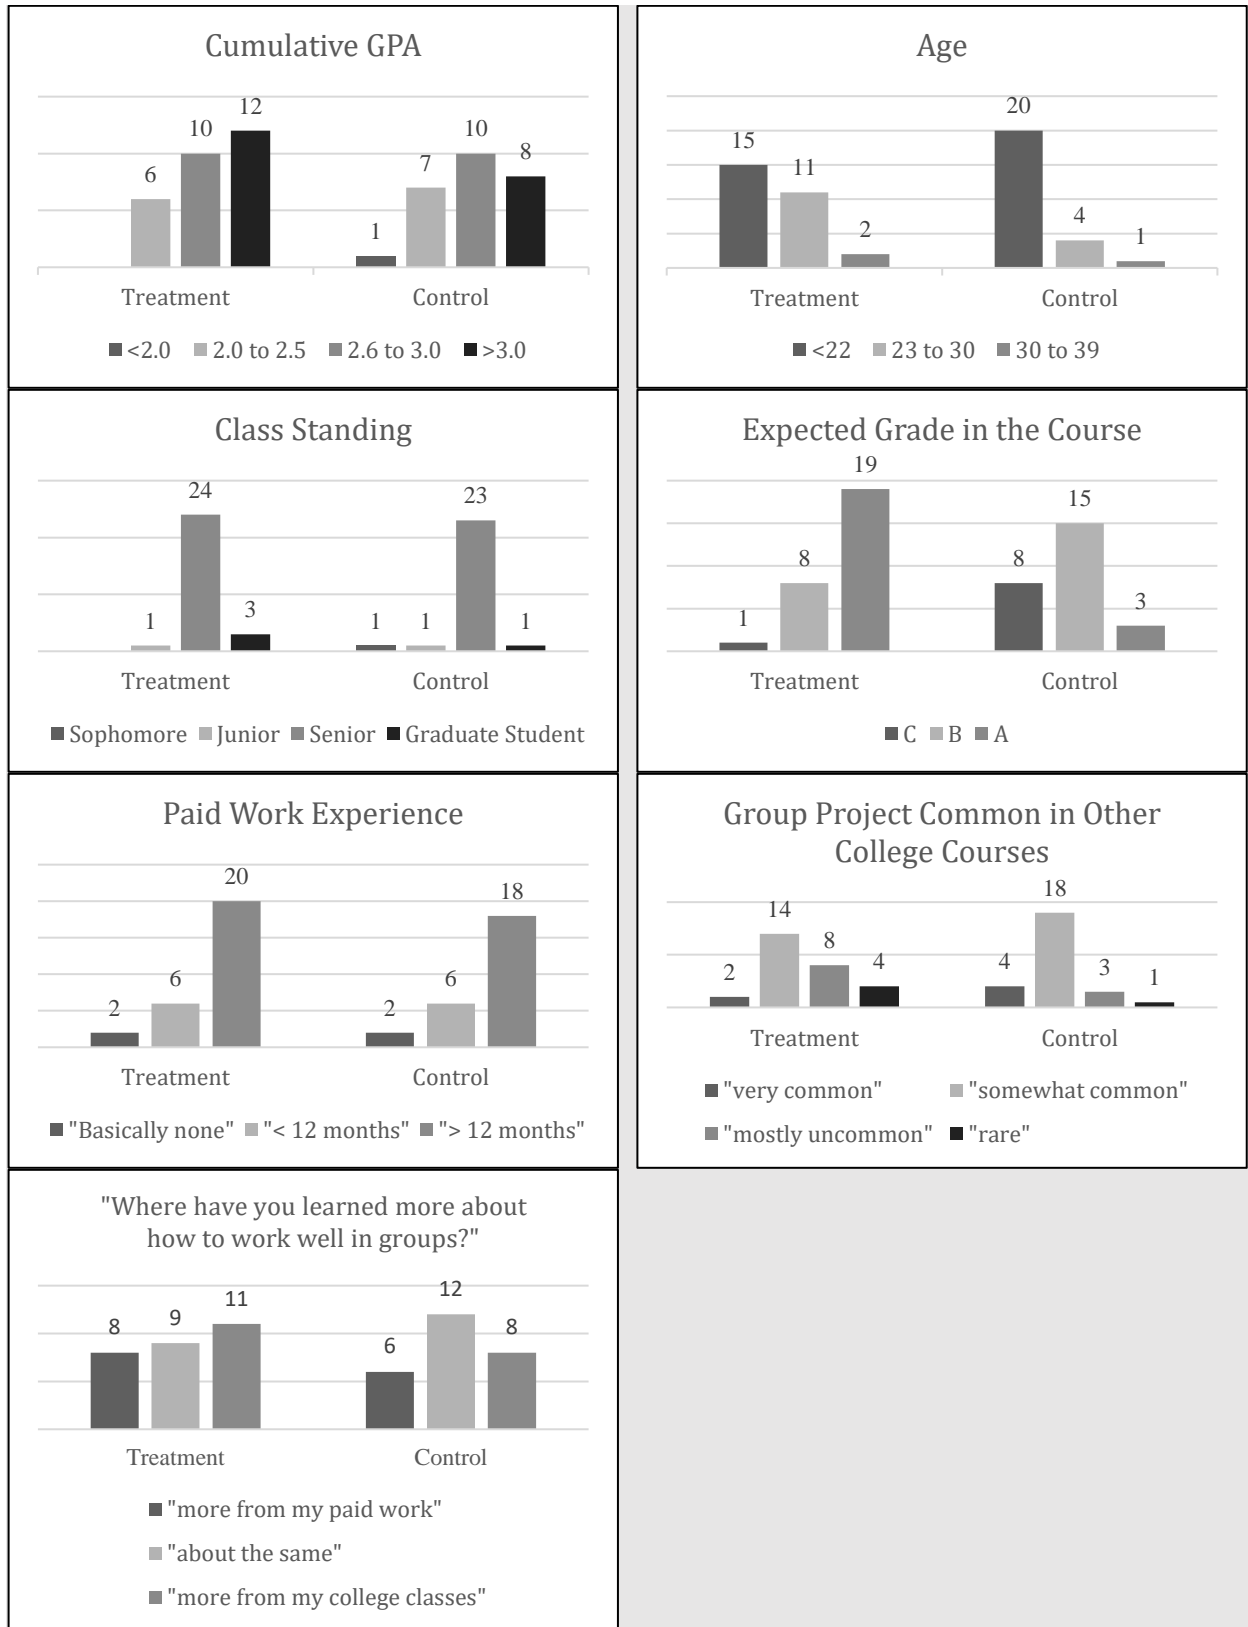 Cumulative GPA
12
10
10
8
7
6
1
Treatment Control
<2.0 2.0 to 2.5 2.6 to 3.0 >3.0
Age
20
15
11
4
2
1
Treatment Control
<22 23 to 30 30 to 39
Class Standing
24
23
1 3 1 1 1
Treatment Control
Sophomore Junior Senior Graduate Student
Expected Grade in the Course
19
15
8 8
3
1
Treatment Control
C B A
Paid Work Experience
20
18
6 6
2 2
Treatment Control
"Basically none" "< 12 months" "> 12 months"
Group Project Common in Other
College Courses
18
14
8
2 4 4 3 1
Treatment Control
"very common" "somewhat common"
"mostly uncommon" "rare"
"Where have you learned more about
how to work well in groups?"
12
11
8 9 8
6
Treatment Control
"more from my paid work"
"about the same"
"more from my college classes"